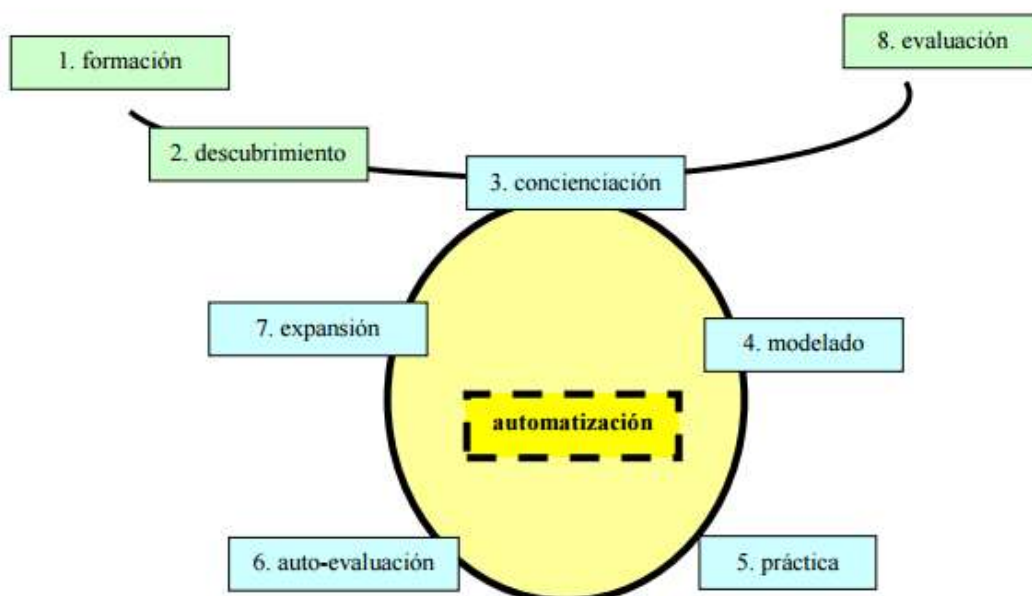 1. formación
2. descubrimiento
3. concienciación
4. modelado
5. práctica
6. auto-evaluación
7. expansión
8. evaluación
automatización